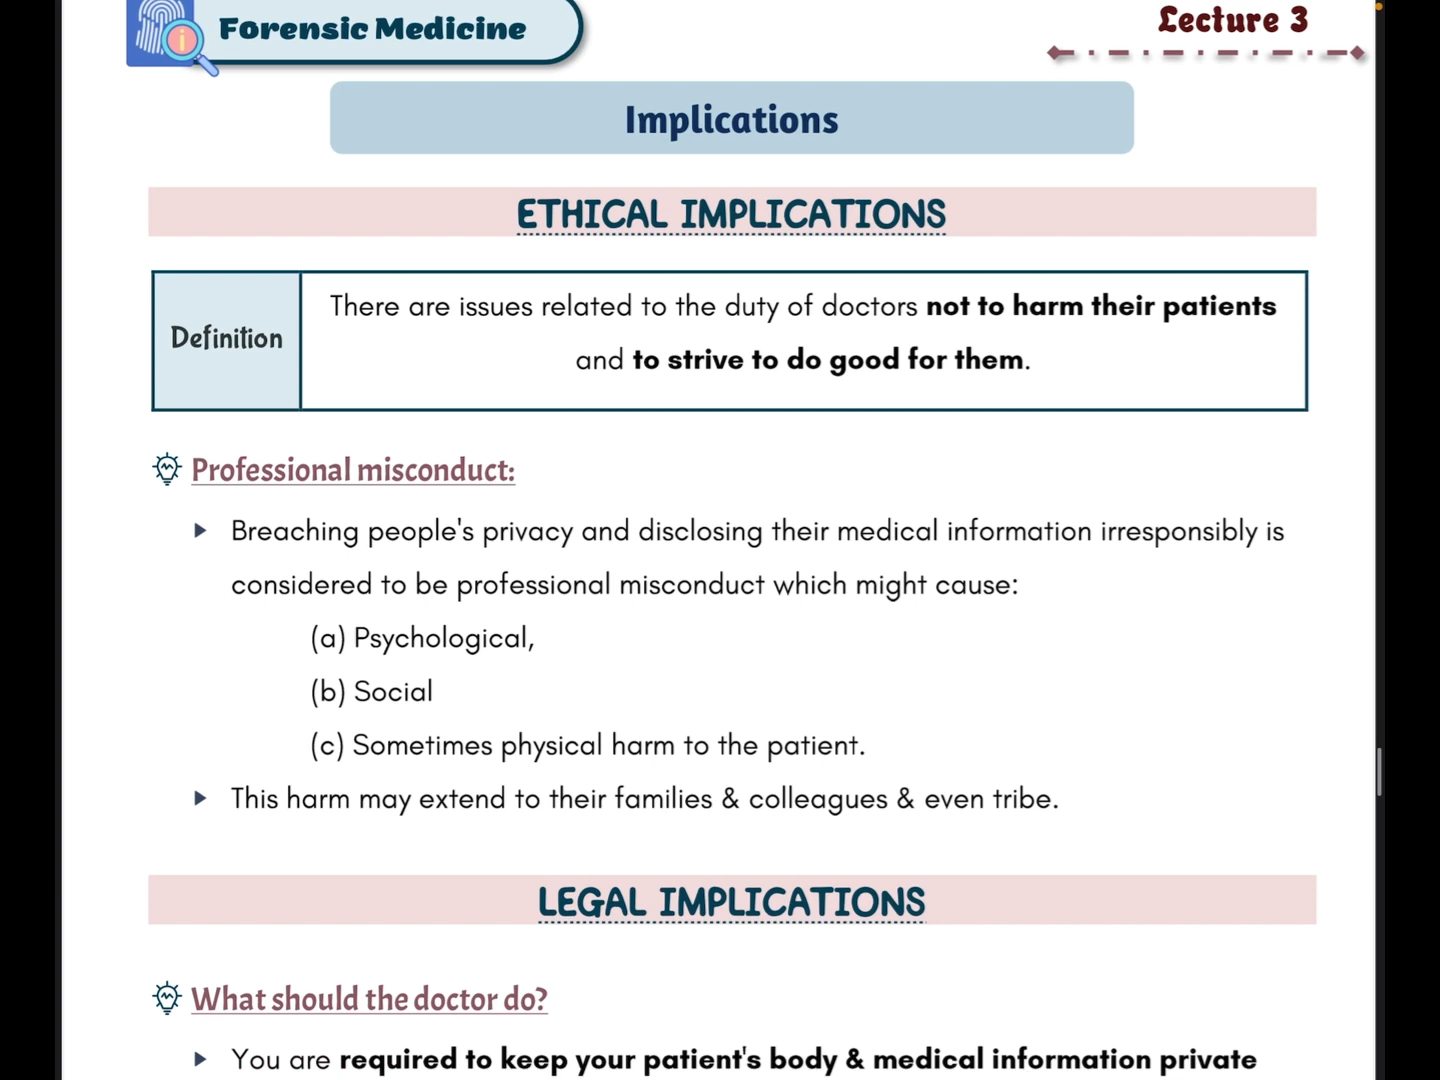 Forensic Medicine
Lecture 3
Implications
ETHICAL IMPLICATIONS
Definition
There are issues related to the duty of doctors not to harm their patients
and to strive to do good for them.
Professional misconduct:
Breaching people's privacy and disclosing their medical information irresponsibly is
considered to be professional misconduct which might cause:
(a) Psychological,
(b) Social
(c) Sometimes physical harm to the patient.
This harm may extend to their families & colleagues & even tribe.
LEGAL IMPLICATIONS
What should the doctor do?
You are required to keep your patient's body & medical information private